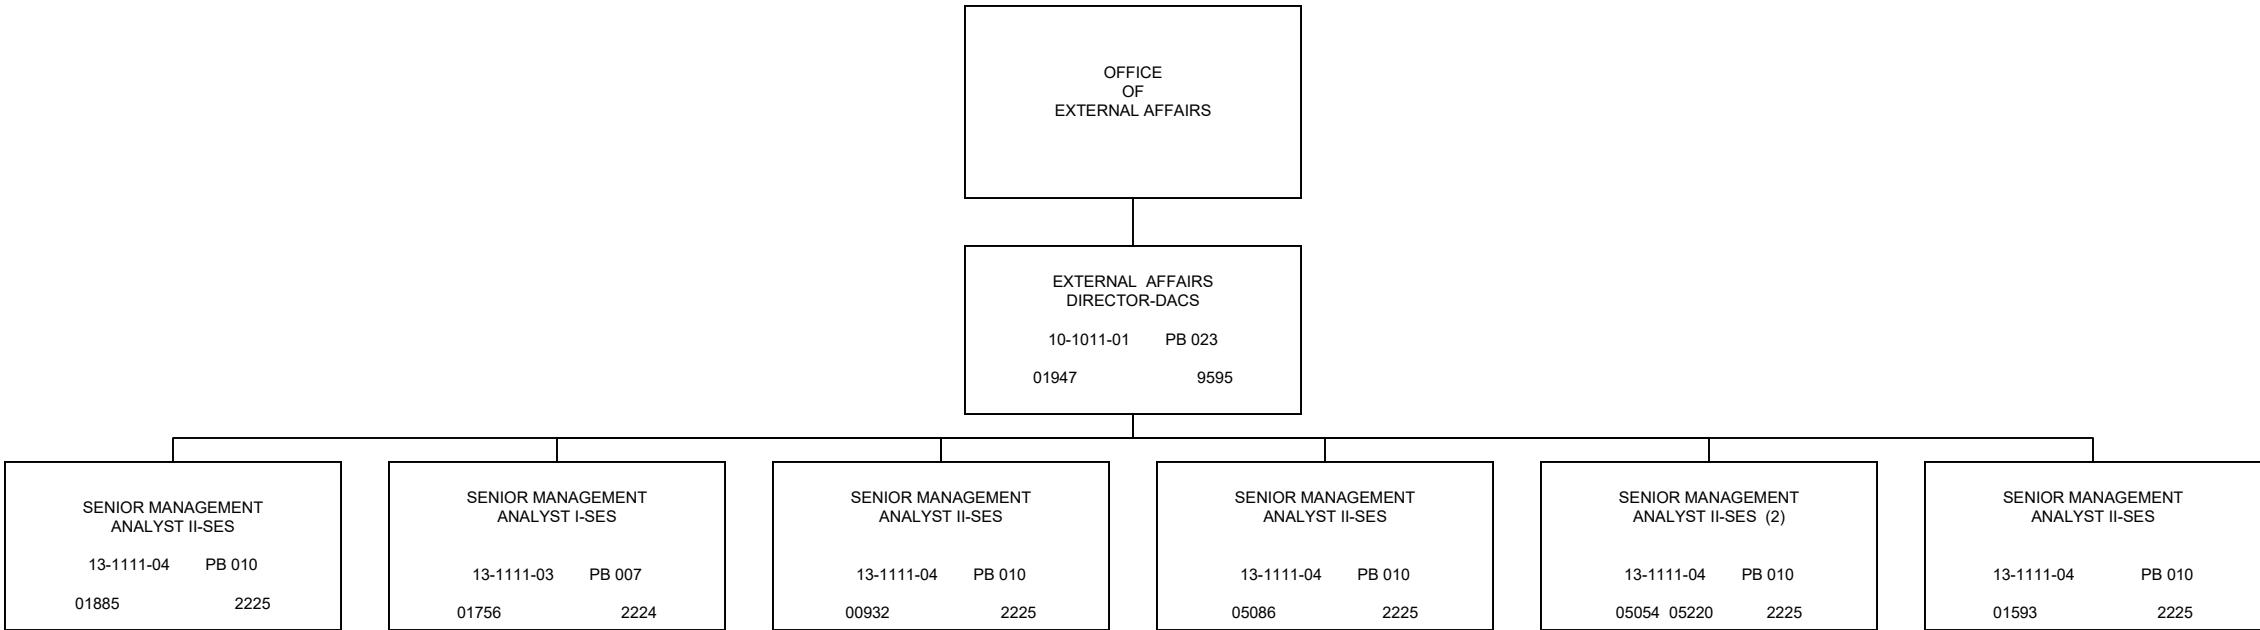 OFFICE
OF
EXTERNAL AFFAIRS
EXTERNAL AFFAIRS
DIRECTOR-DACS
10-1011-01 PB 023
01947 9595
SENIOR MANAGEMENT
ANALYST II-SES
13-1111-04 PB 010
01885 2225
SENIOR MANAGEMENT
ANALYST I-SES
13-1111-03 PB 007
01756 2224
SENIOR MANAGEMENT
ANALYST II-SES
13-1111-04 PB 010
00932 2225
SENIOR MANAGEMENT
ANALYST II-SES
13-1111-04 PB 010
05086 2225
SENIOR MANAGEMENT
ANALYST II-SES (2)
13-1111-04 PB 010
05054 05220 2225
SENIOR MANAGEMENT
ANALYST II-SES
13-1111-04 PB 010
01593 2225